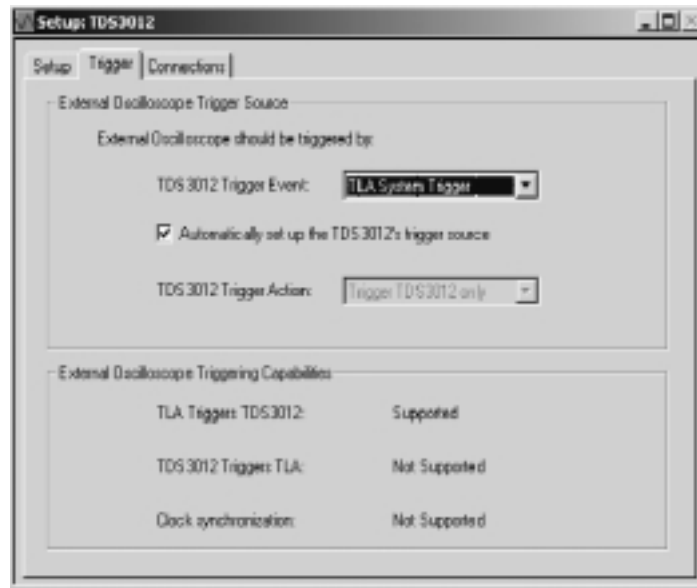 Setup: TDS3012
Setup Trigger Connections
External Oscilloscope Trigger Source
External Oscilloscope should be triggered by:
TDS3012 Trigger Event: TLA System Trigger
Automatically set up the TDS3012's trigger source
TDS3012 Trigger Action: Trigger TDS3012 only
External Oscilloscope Triggering Capabilities
TLA Triggers TDS3012: Supported
TDS3012 Triggers TLA: Not Supported
Clock synchronization: Not Supported